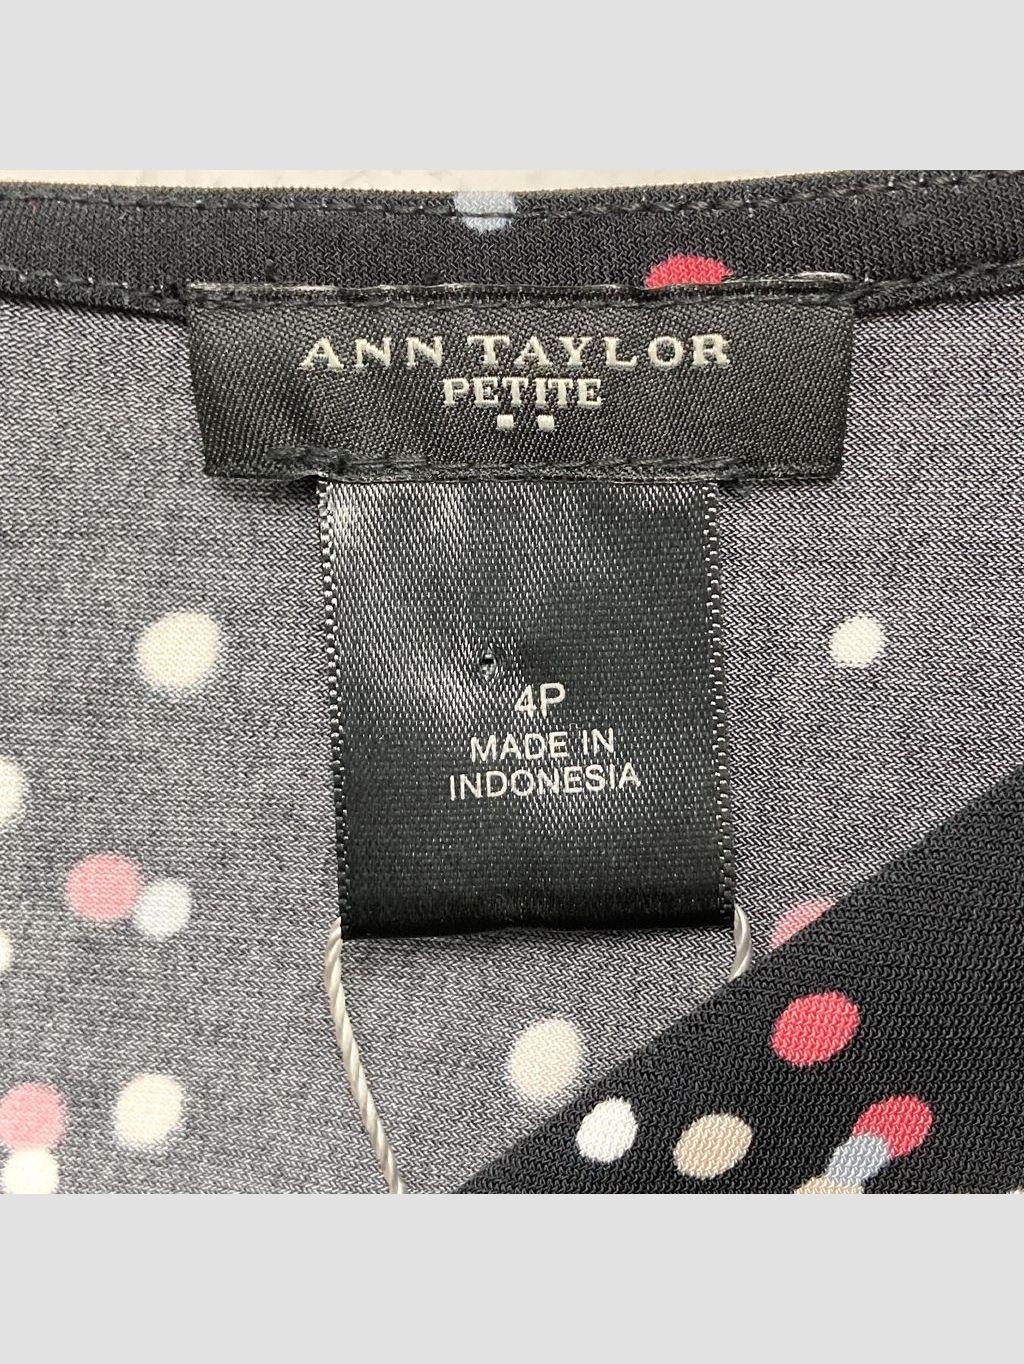 ANN TAYLOR
PETITE
4P
MADE IN
INDONESIA